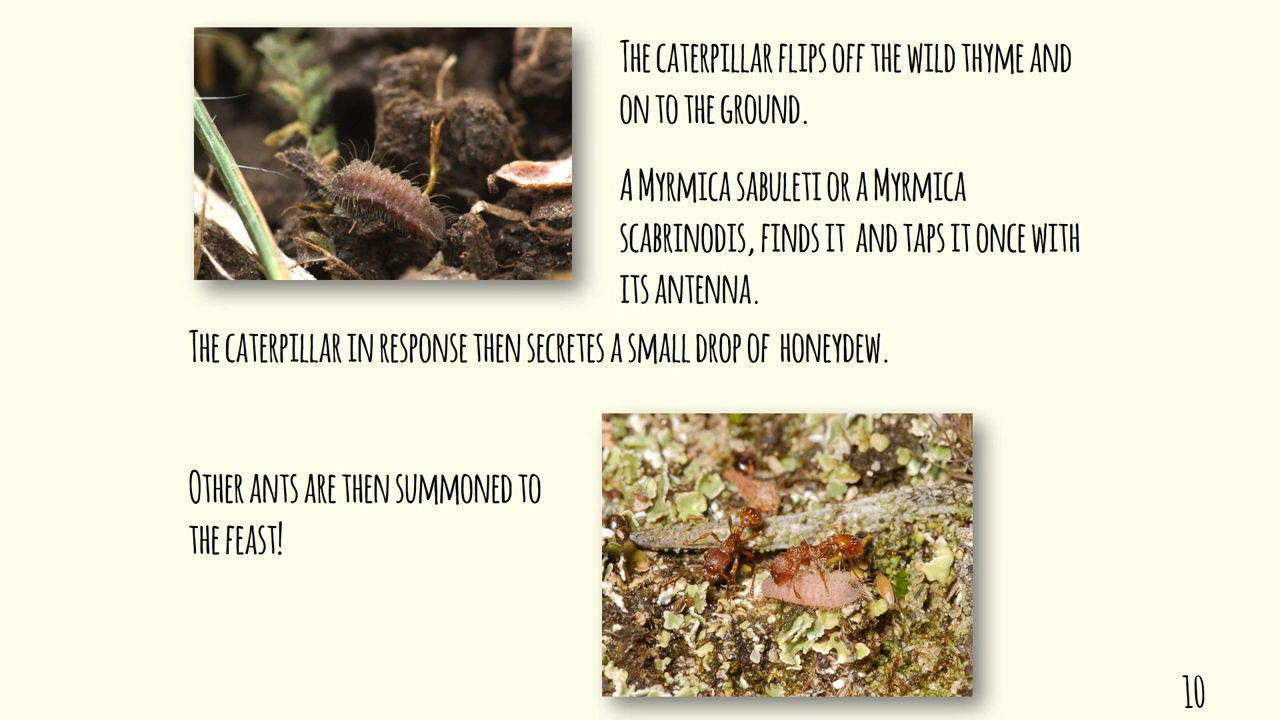 The caterpillar flips off the wild thyme and
on to the ground.
A Myrmica sabuleti or a Myrmica
scabrinodis, finds it and taps it once with
its antenna.
The caterpillar in response then secretes a small drop of honeydew.
Other ants are then summoned to
the feast!
10